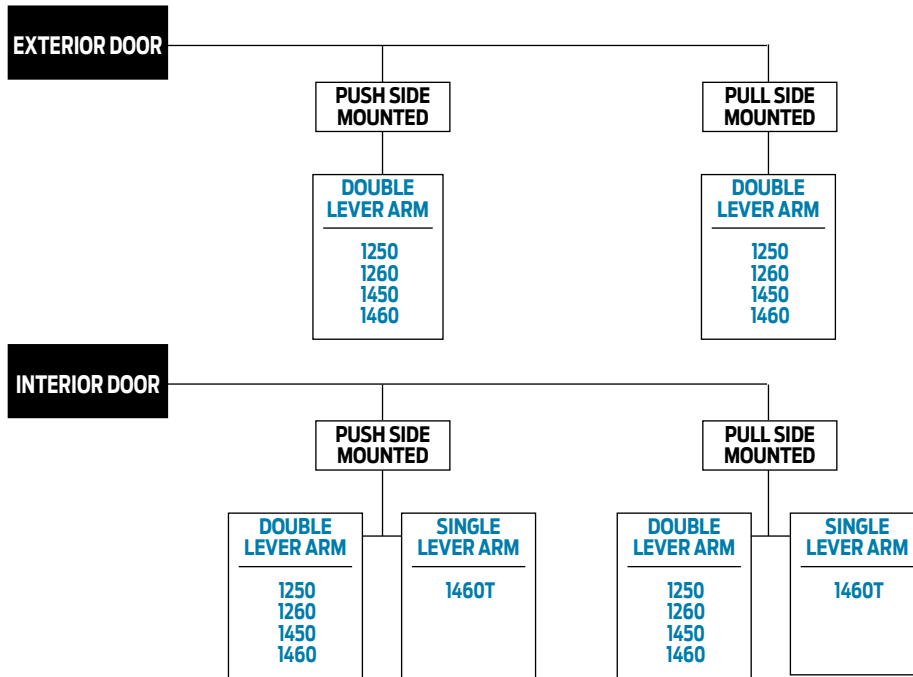 EXTERIOR DOOR
PUSH SIDE
MOUNTED
DOUBLE
LEVER ARM
1250
1260
1450
1460
PULL SIDE
MOUNTED
DOUBLE
LEVER ARM
1250
1260
1450
1460
INTERIOR DOOR
PUSH SIDE
MOUNTED
DOUBLE
LEVER ARM
1250
1260
1450
1460
SINGLE
LEVER ARM
1460T
PULL SIDE
MOUNTED
DOUBLE
LEVER ARM
1250
1260
1450
1460
SINGLE
LEVER ARM
1460T